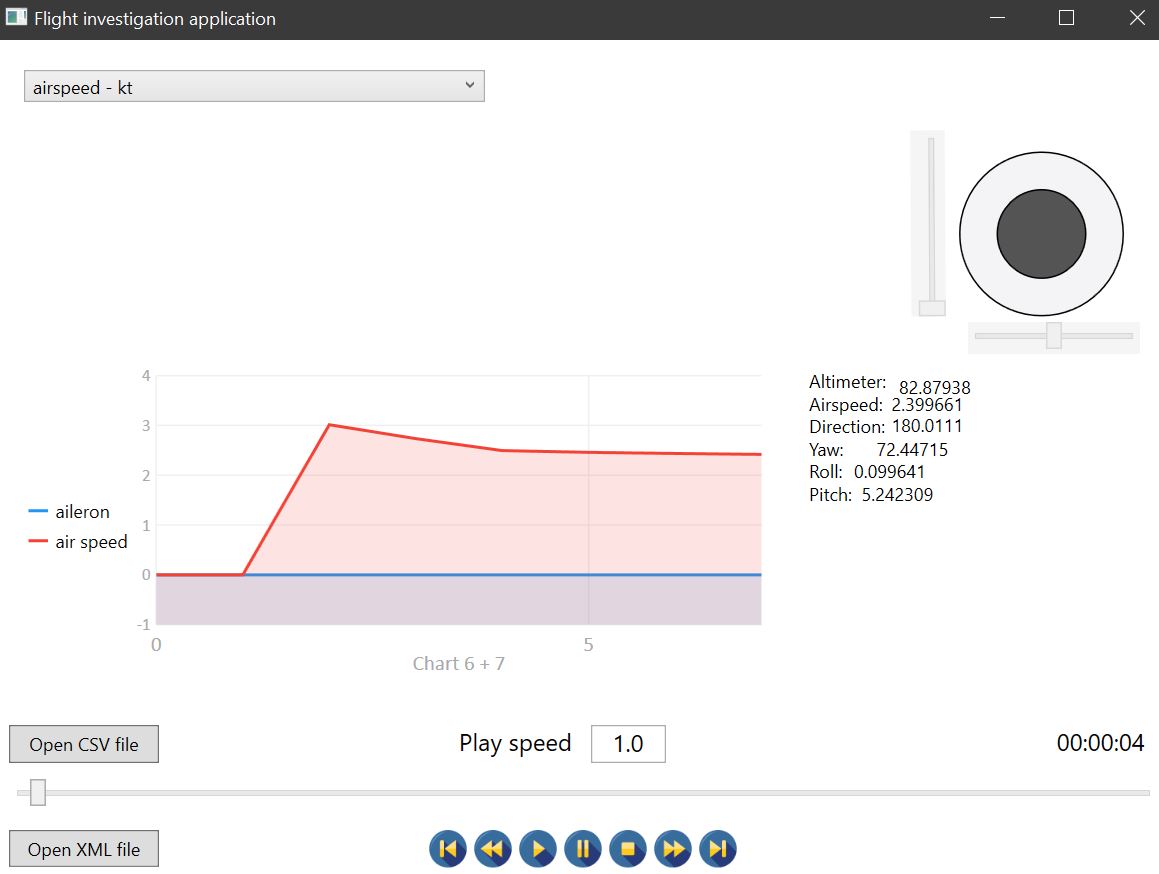 Flight investigation application
airspeed - kt
4
3
2
1
0
-1
0 5
Chart 6 + 7
aileron
air speed
Altimeter: 82.87938
Airspeed: 2.399661
Direction: 180.0111
Yaw: 72.44715
Roll: 0.099641
Pitch: 5.242309
Open CSV file
Play speed 1.0
00:00:04
Open XML file